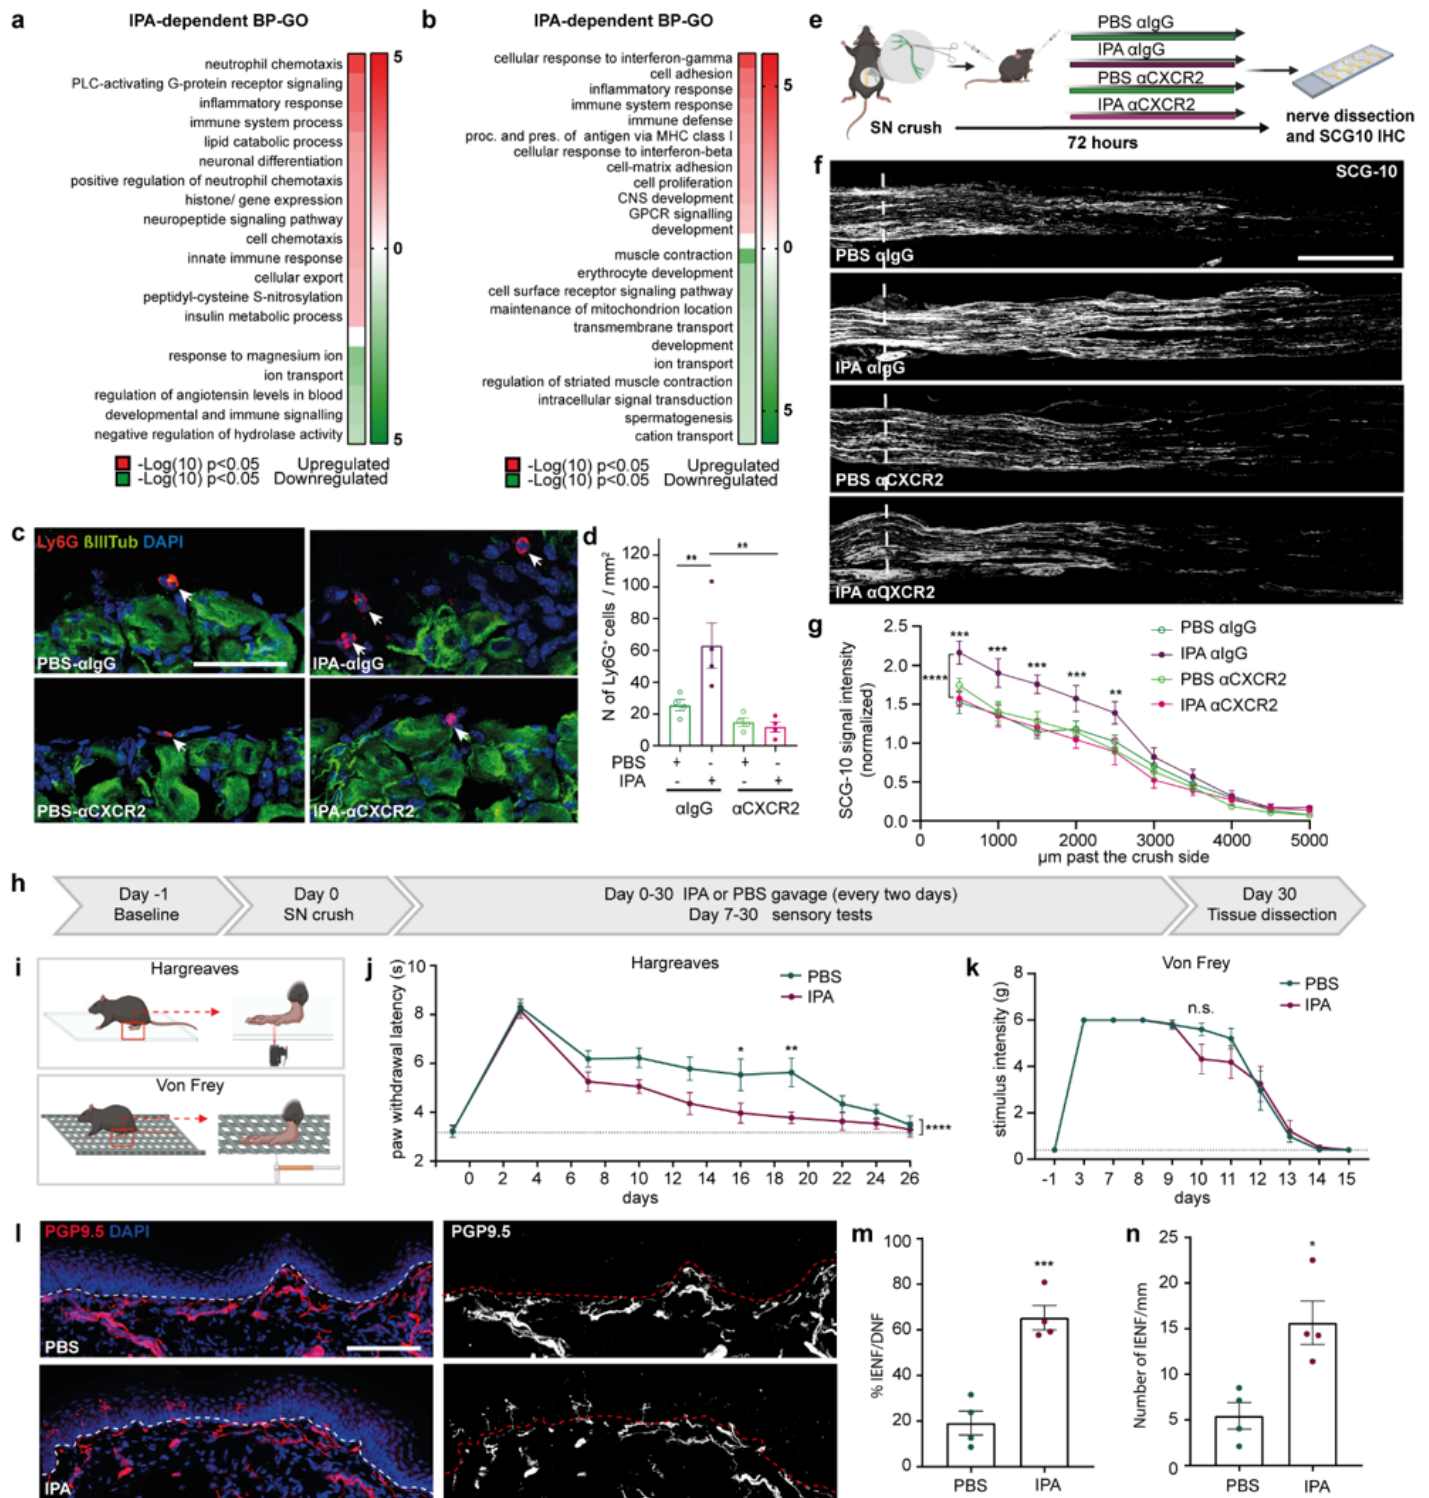 a
IPA-dependent BP-GO
neutrophil chemotaxis
PLC-activating G-protein receptor signaling
inflammatory response
immune system process
lipid catabolic process
neuronal differentiation
positive regulation of neutrophil chemotaxis
histone/ gene expression
neuropeptide signaling pathway
cell chemotaxis
innate immune response
cellular export
peptidyl-cysteine S-nitrosylation
insulin metabolic process
response to magnesium ion
ion transport
regulation of angiotensin levels in blood
developmental and immune signalling
negative regulation of hydrolase activity
5
0
5
-Log(10) p<0.05 Upregulated
-Log(10) p<0.05 Downregulated
b
IPA-dependent BP-GO
cellular response to interferon-gamma
cell adhesion
inflammatory response
immune system response
immune defense
proc. and pres. of antigen via MHC class I
cellular response to interferon-beta
cell-matrix adhesion
cell proliferation
CNS development
GPCR signalling
development
muscle contraction
erythrocyte development
cell surface receptor signaling pathway
maintenance of mitochondrion location
transmembrane transport
development
ion transport
regulation of striated muscle contraction
intracellular signal transduction
spermatogenesis
cation transport
5
0
5
-Log(10) p<0.05 Upregulated
-Log(10) p<0.05 Downregulated
e
PBS αIgG
IPA αIgG
PBS αCXCR2
IPA αCXCR2
SN crush
72 hours
nerve dissection
and SCG10 IHC
f
SCG-10
PBS αIgG
IPA αIgG
PBS αCXCR2
IPA αCXCR2
c
Ly6G ßIIITub DAPI
PBS-αIgG
IPA-αIgG
PBS-αCXCR2
IPA-αCXCR2
d
N of Ly6G+ cells / mm²
120
100
80
60
40
20
0
** **
PBS + - + -
IPA - + - +
αIgG αCXCR2
g
SCG-10 signal intensity
(normalized)
2.5
2.0
1.5
1.0
0.5
0.0
*** *** *** *** **
****
PBS αIgG
IPA αIgG
PBS αCXCR2
IPA αCXCR2
0 1000 2000 3000 4000 5000
µm past the crush side
h
Day -1
Baseline
Day 0
SN crush
Day 0-30 IPA or PBS gavage (every two days)
Day 7-30 sensory tests
Day 30
Tissue dissection
i
Hargreaves
Von Frey
j
Hargreaves
PBS
IPA
paw withdrawal latency (s)
10
8
6
4
2
* **
****
0 2 4 6 8 10 12 14 16 18 20 22 24 26
days
k
Von Frey
PBS
IPA
stimulus intensity (g)
8
6
4
2
0
n.s.
-1 3 7 8 9 10 11 12 13 14 15
days
l
PGP9.5 DAPI
PGP9.5
PBS
IPA
m
% IENF/DNF
100
80
60
40
20
0
***
PBS IPA
n
Number of IENF/mm
25
20
15
10
5
0
*
PBS IPA